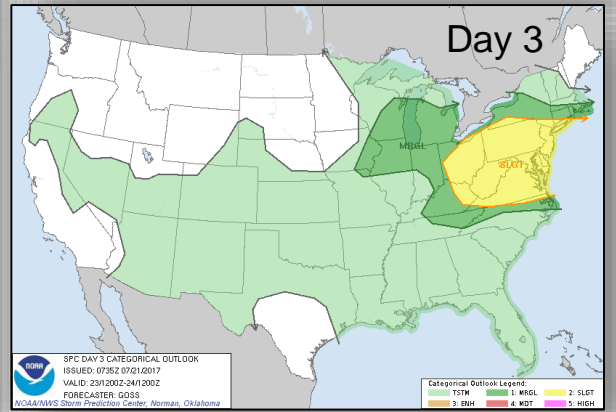 Day 3
MRGL
SLGT
NOAA
SPC DAY 3 CATEGORICAL OUTLOOK
ISSUED: 0735Z 07/21/2017
VALID: 23/1200Z-24/1200Z
FORECASTER: GOSS
NOAA/NWS Storm Prediction Center, Norman, Oklahoma
Categorical Outlook Legend:
TSTM 1: MRGL 2: SLGT
3: ENH 4: MDT 5: HIGH